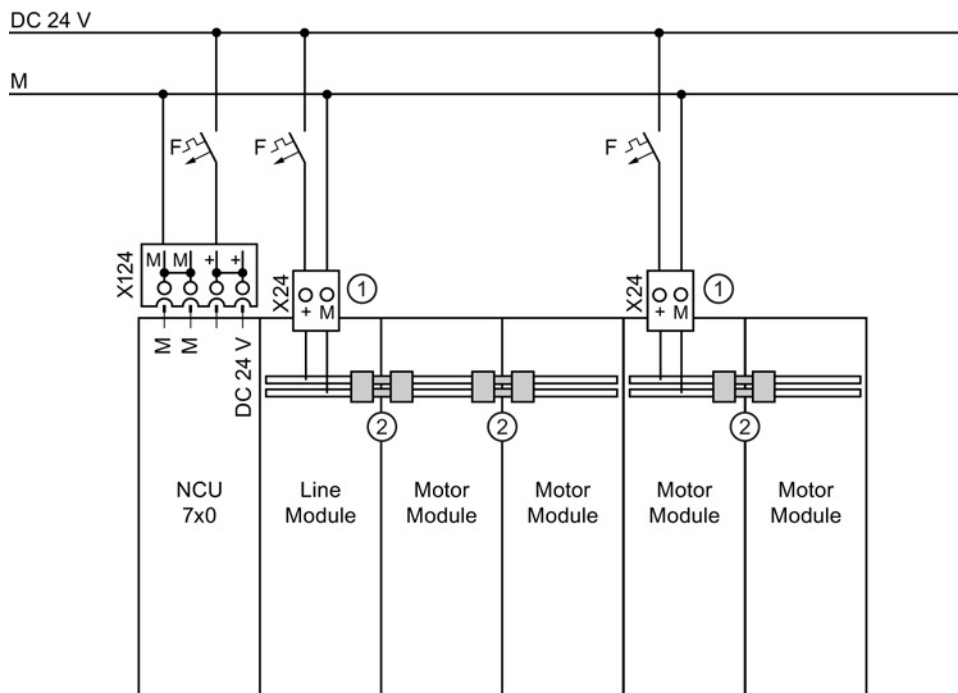 DC 24 V
M
F
F
F
X124
M M + +
X24
+ M
1
X24
+ M
1
M
M
DC 24 V
2
2
2
NCU
7x0
Line
Module
Motor
Module
Motor
Module
Motor
Module
Motor
Module